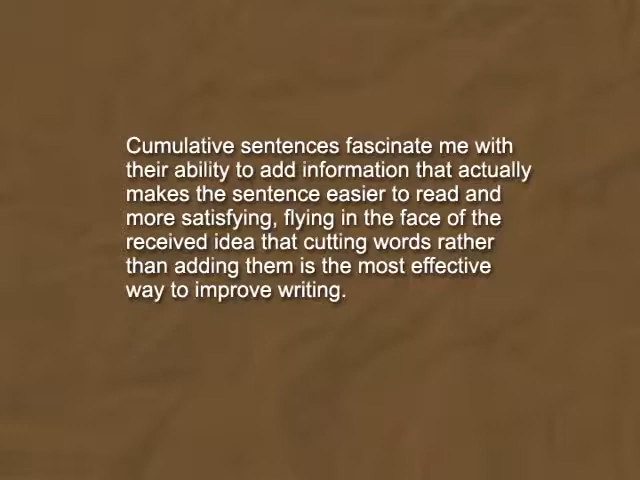 Cumulative sentences fascinate me with
their ability to add information that actually
makes the sentence easier to read and
more satisfying, flying in the face of the
received idea that cutting words rather
than adding them is the most effective
way to improve writing.